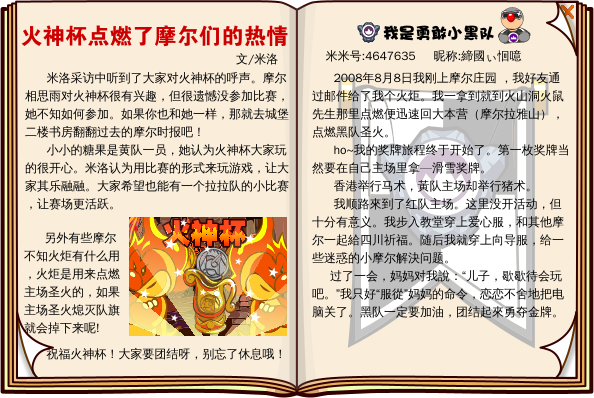 火神杯点燃了摩尔们的热情
文/米洛
米洛采访中听到了大家对火神杯的呼声。摩尔
相思雨对火神杯很有兴趣，但很遗憾没参加比赛，
她不知如何参加。如果你也和她一样，那就去城堡
二楼书房翻翻过去的摩尔时报吧！
小小的糖果是黄队一员，她认为火神杯大家玩
的很开心。米洛认为用比赛的形式来玩游戏，让大
家其乐融融。大家希望也能有一个拉拉队的小比赛
，让赛场更活跃。
另外有些摩尔
不知火炬有什么用
，火炬是用来点燃
主场圣火的，如果
主场圣火熄灭队旗
就会掉下来呢!
火神杯
祝福火神杯！大家要团结呀，别忘了休息哦！
我是勇敢小黑队
米米号:4647635 昵称:締國ぃ悃噫
2008年8月8日我刚上摩尔庄园 ，我好友通
过邮件给了我个火炬。我一拿到就到火山洞火鼠
先生那里点燃便迅速回大本营（摩尔拉雅山），
点燃黑队圣火。
ho~我的奖牌旅程终于开始了。第一枚奖牌当
然要在自己主场里拿—滑雪奖牌。
香港举行马术，黃队主场却举行猪术。
我顺路來到了红队主场。这里没开活动，但
十分有意义。我步入教堂穿上爱心服，和其他摩
尔一起給四川祈福。随后我就穿上向导服，给一
些迷惑的小摩尔解決问题。
过了一会，妈妈对我說：“儿子，歇歇待会玩
吧。”我只好“服從”妈妈的命令，恋恋不舍地把电
脑关了。黑队一定要加油，团结起來勇夺金牌。